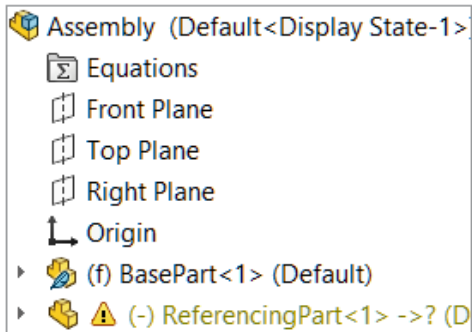 Assembly (Default<Display State-1>
Equations
Front Plane
Top Plane
Right Plane
Origin
(f) BasePart<1> (Default)
(-) ReferencingPart<1> ->? (D